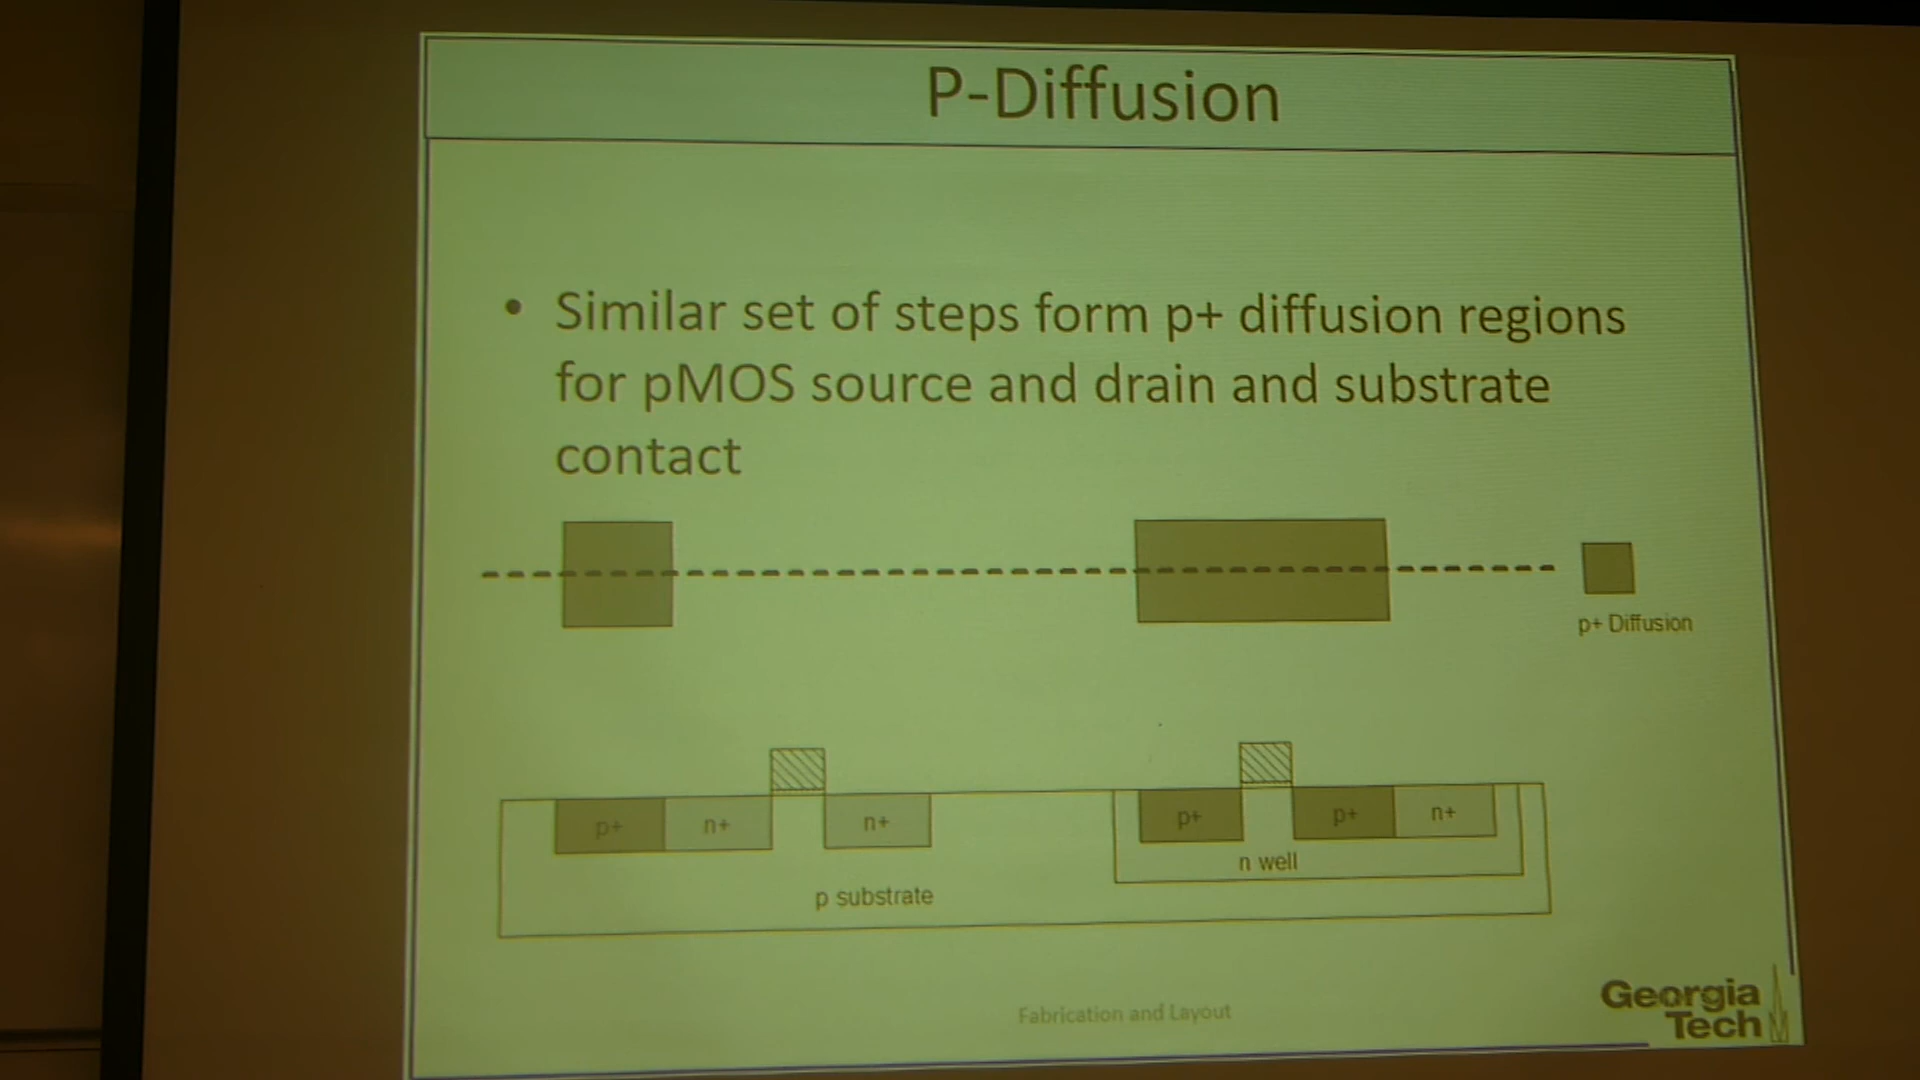 P-Diffusion
• Similar set of steps form p+ diffusion regions
for pMOS source and drain and substrate
contact
p+ Diffusion
p+ n+ n+ p+ p+ n+
n well
p substrate
Fabrication and Layout
Georgia
Tech